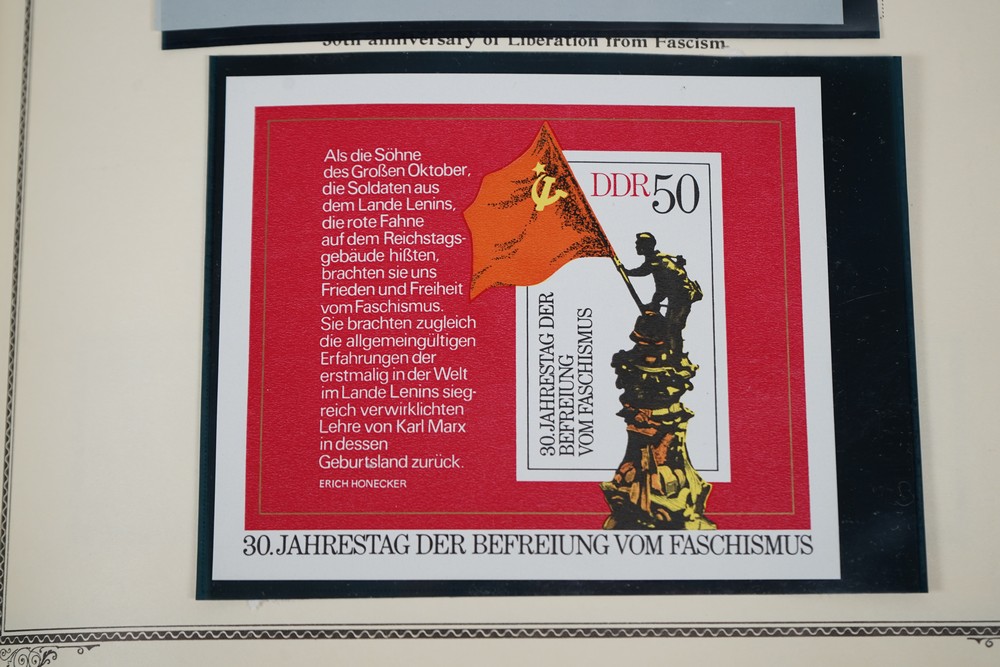 30th anniversary of Liberation from Fascism
Als die Söhne
des Großen Oktober,
die Soldaten aus
dem Lande Lenins,
die rote Fahne
auf dem Reichstags-
gebäude hißten,
brachten sie uns
Frieden und Freiheit
vom Faschismus.
Sie brachten zugleich
die allgemeingültigen
Erfahrungen der
erstmalig in der Welt
im Lande Lenins sieg-
reich verwirklichten
Lehre von Karl Marx
in dessen
Geburtsland zurück.
ERICH HONECKER
DDR 50
30. JAHRESTAG DER
BEFREIUNG
VOM FASCHISMUS
30. JAHRESTAG DER BEFREIUNG VOM FASCHISMUS